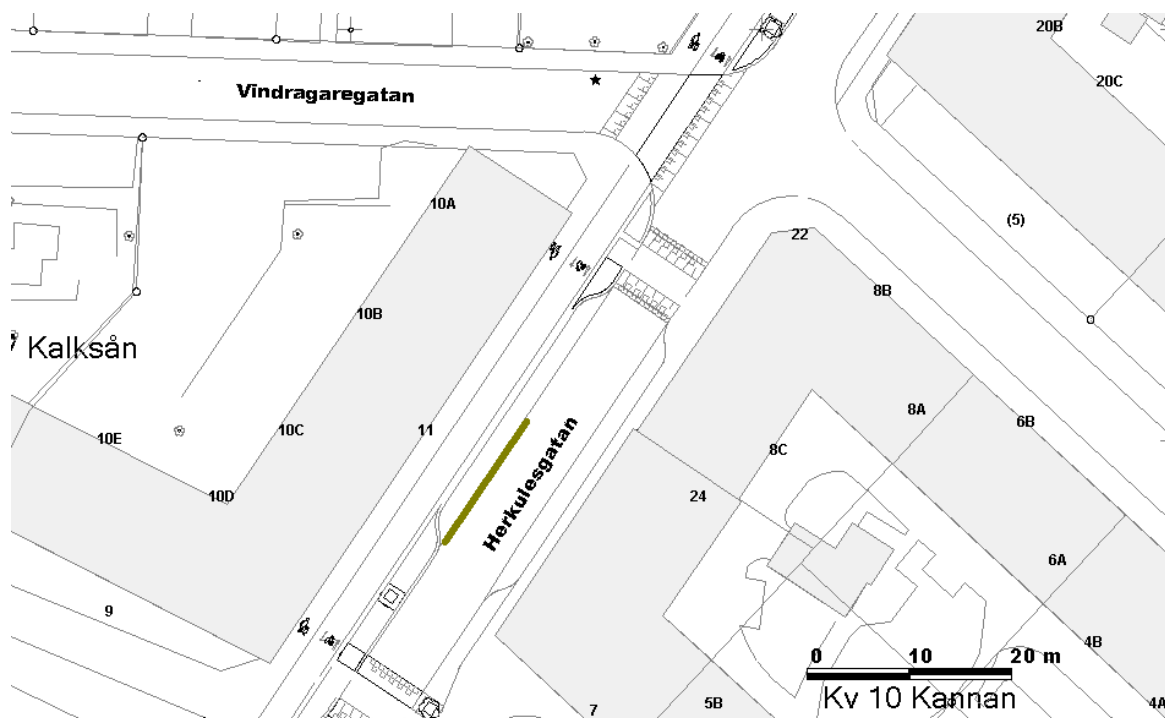 20B
20C
Vindragaregatan
10A
(5)
22
8B
10B
Kalksån
8A
6B
10E
10C
11
8C
Herkulesgatan
24
10D
6A
9
4B
0 10 20 m
Kv 10 Kannan
7
5B
4A